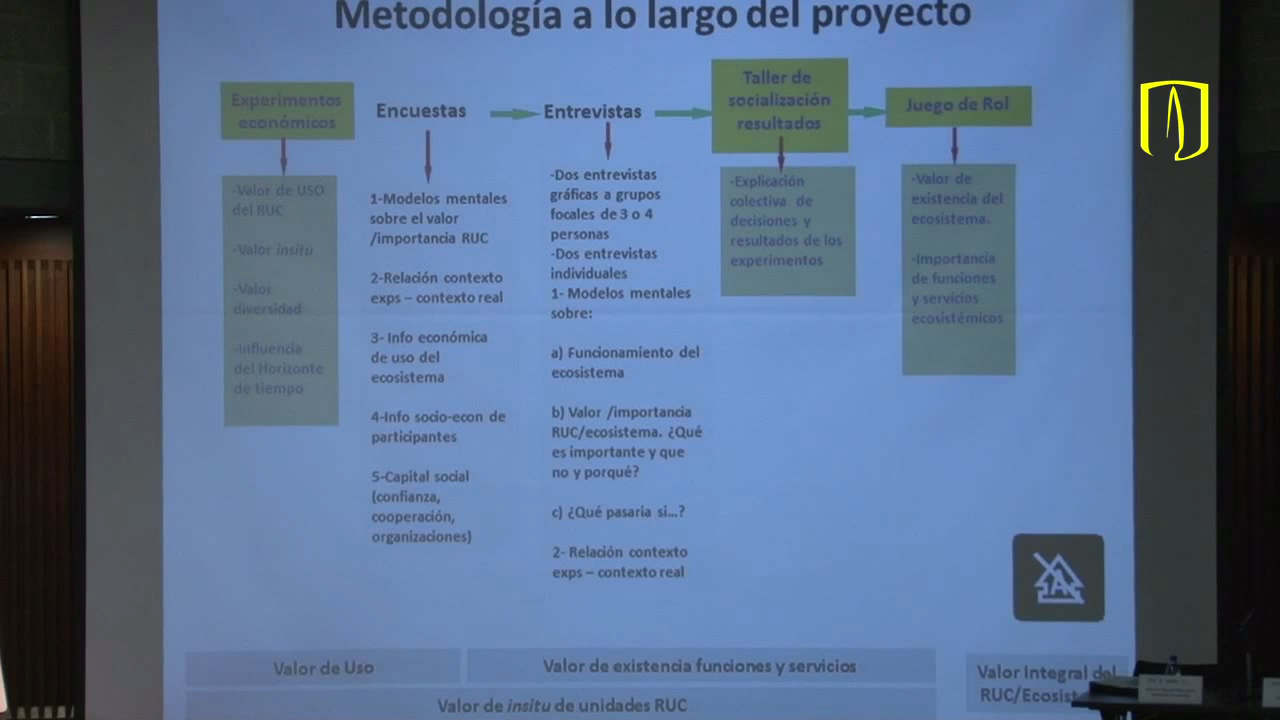 Metodología a lo largo del proyecto
Experimentos
económicos
-Valor de USO
del RUC
-Valor insitu
-Valor
diversidad
-Influencia
del Horizonte
de tiempo
Encuestas
1-Modelos mentales
sobre el valor
/importancia RUC
2-Relación contexto
exps – contexto real
3- Info económica
de uso del
ecosistema
4-Info socio-econ de
participantes
5-Capital social
(confianza,
cooperación,
organizaciones)
Entrevistas
-Dos entrevistas
gráficas a grupos
focales de 3 o 4
personas
-Dos entrevistas
individuales
1- Modelos mentales
sobre:
a) Funcionamiento del
ecosistema
b) Valor /importancia
RUC/ecosistema. ¿Qué
es importante y que
no y porqué?
c) ¿Qué pasaria si...?
2- Relación contexto
exps – contexto real
Taller de
socialización
resultados
-Explicación
colectiva de
decisiones y
resultados de los
experimentos
Juego de Rol
-Valor de
existencia del
ecosistema.
-Importancia
de funciones
y servicios
ecosistémicos
Valor de Uso
Valor de existencia funciones y servicios
Valor Integral del
RUC/Ecosist
Valor de insitu de unidades RUC